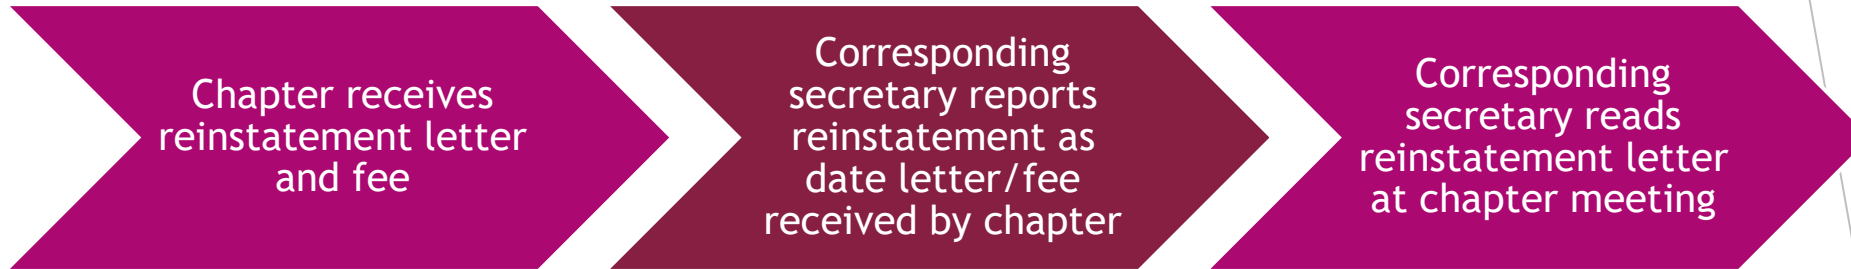 Chapter receives
reinstatement letter
and fee
Corresponding
secretary reports
reinstatement as
date letter/fee
received by chapter
Corresponding
secretary reads
reinstatement letter
at chapter meeting